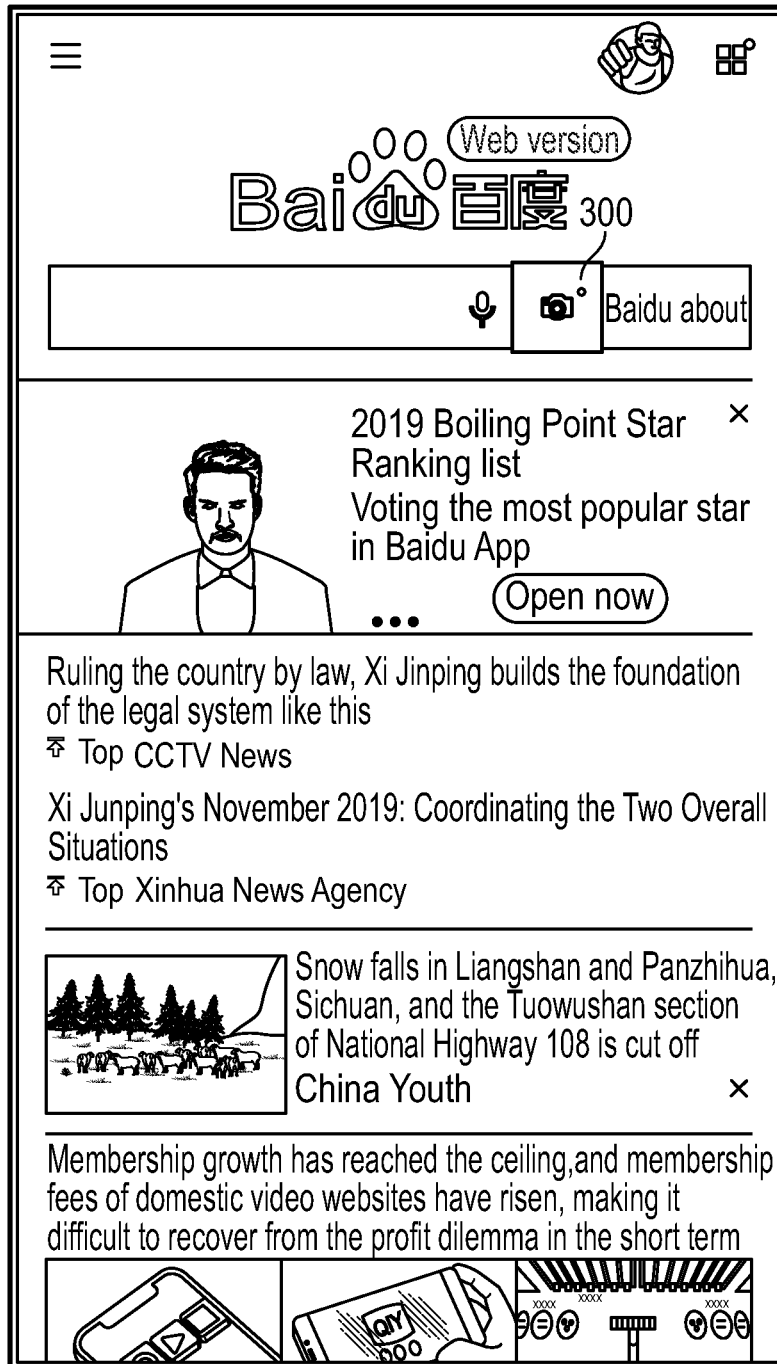 Web version
Bai du 百度
300
Baidu about
2019 Boiling Point Star
Ranking list
Voting the most popular star
in Baidu App
Open now
Ruling the country by law, Xi Jinping builds the foundation
of the legal system like this
Top CCTV News
Xi Junping's November 2019: Coordinating the Two Overall
Situations
Top Xinhua News Agency
Snow falls in Liangshan and Panzhihua,
Sichuan, and the Tuowushan section
of National Highway 108 is cut off
China Youth
Membership growth has reached the ceiling,and membership
fees of domestic video websites have risen, making it
difficult to recover from the profit dilemma in the short term
QIY
XXXX
XXXX
XXXX